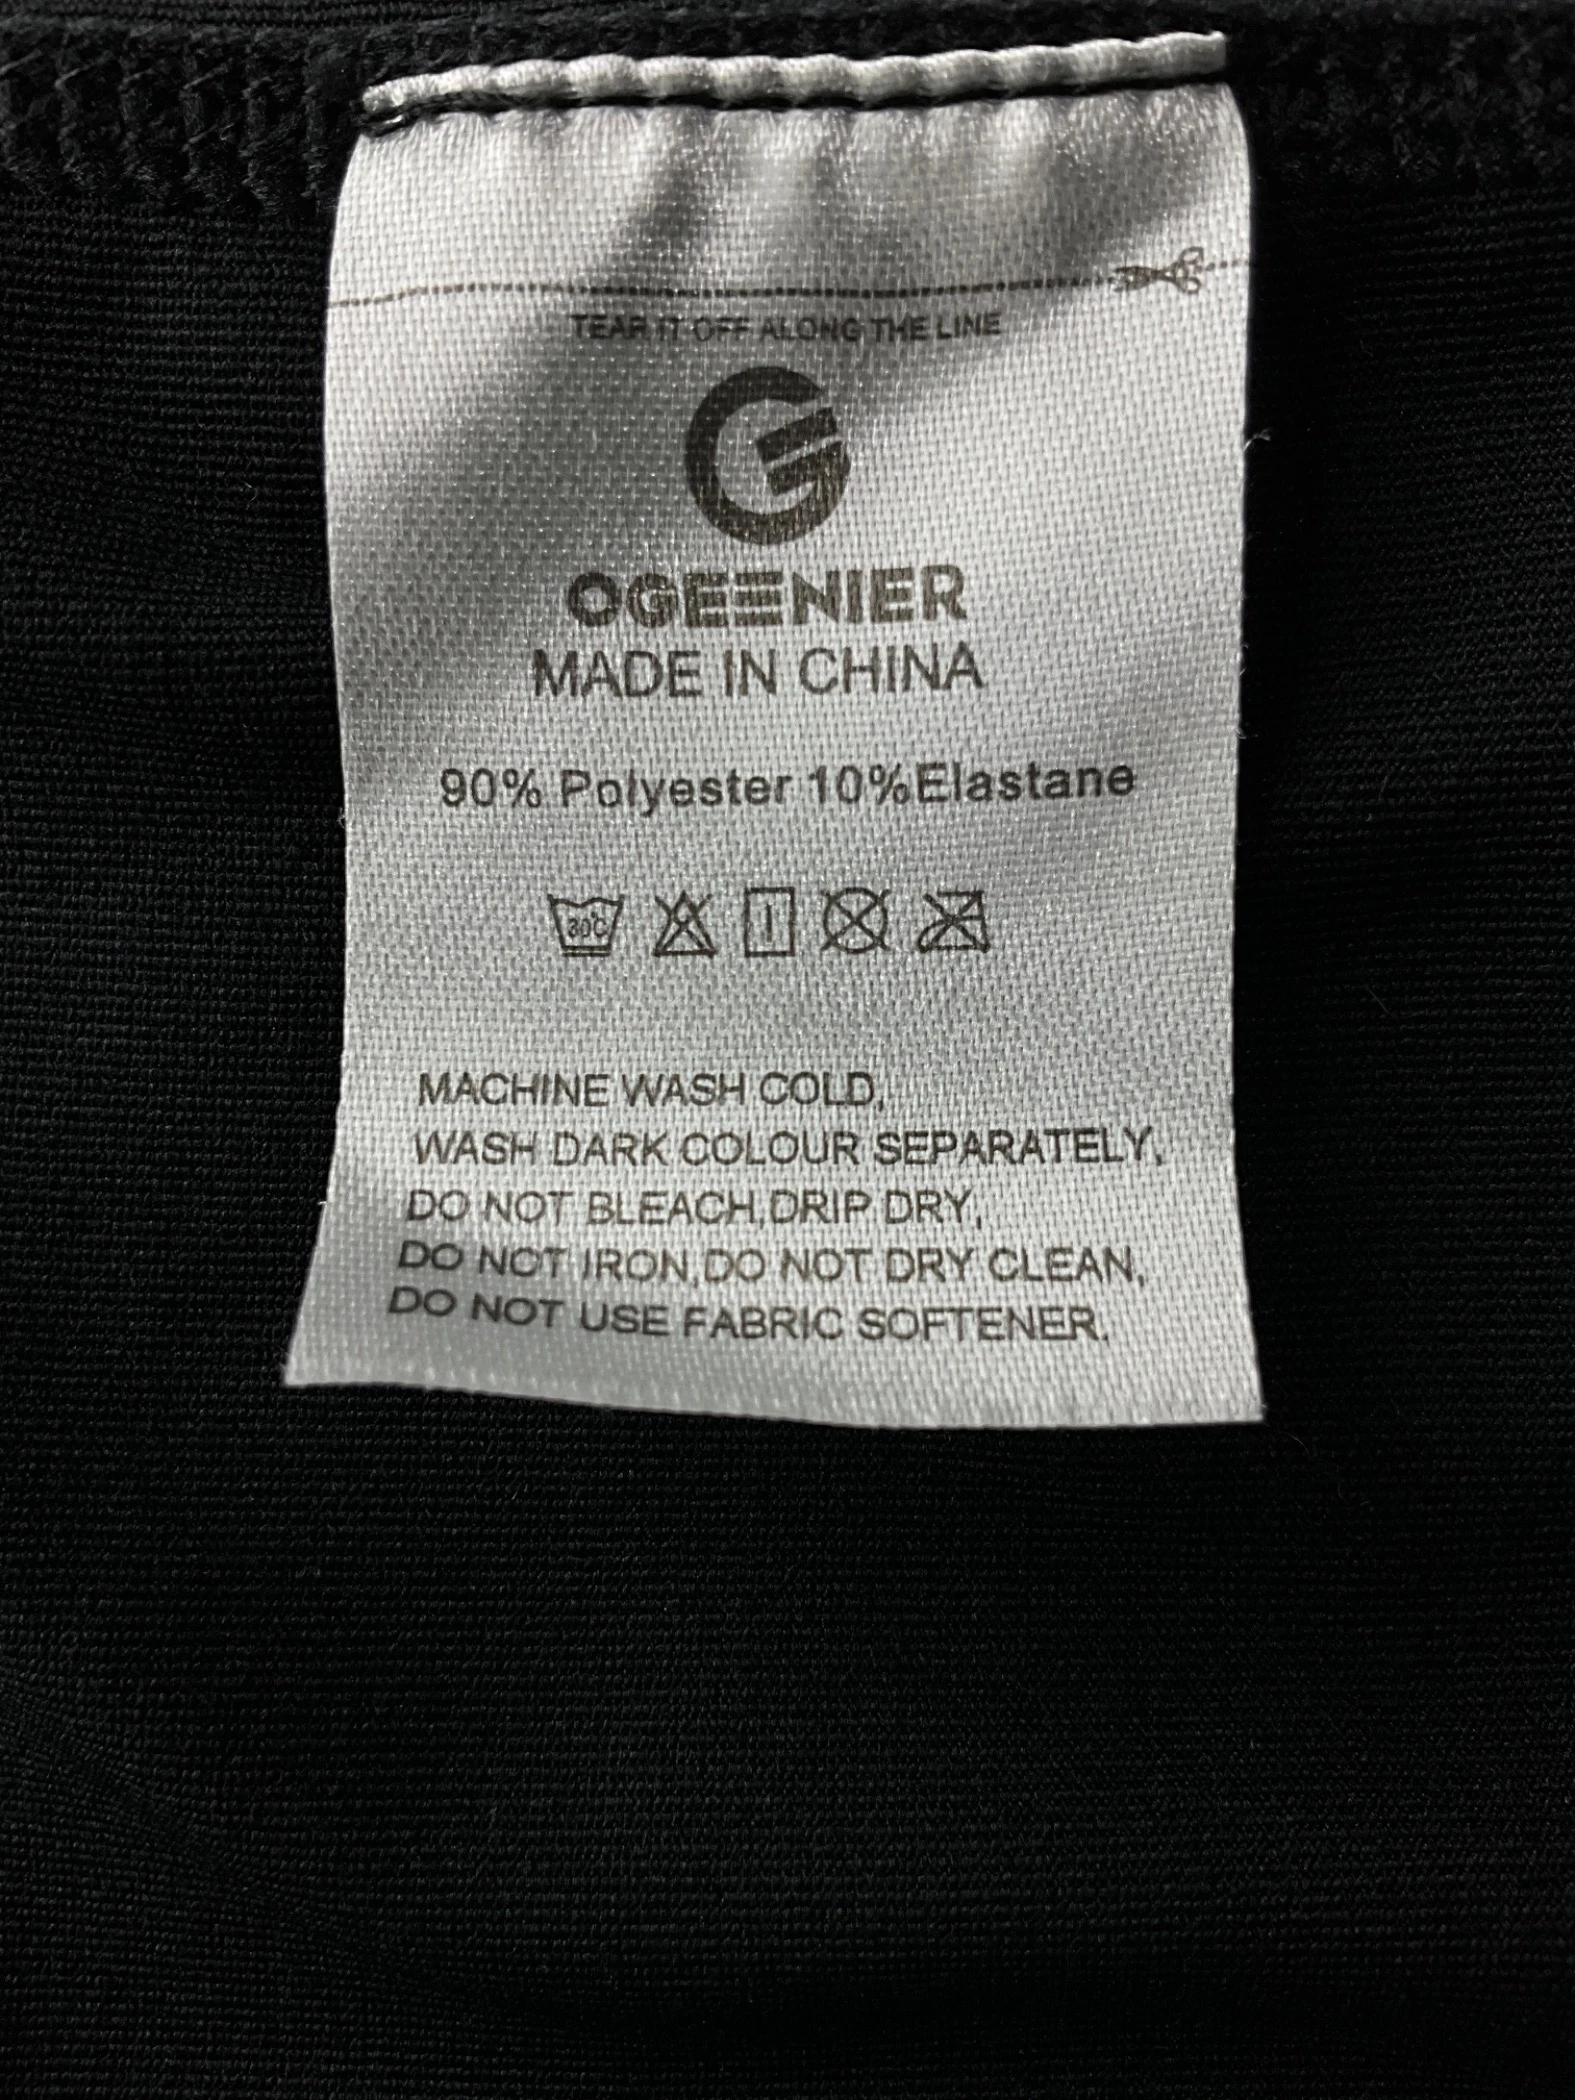 TEAR IT OFF ALONG THE LINE
OGEENIER
MADE IN CHINA
90% Polyester 10%Elastane
30℃
MACHINE WASH COLD,
WASH DARK COLOUR SEPARATELY,
DO NOT BLEACH,DRIP DRY,
DO NOT IRON,DO NOT DRY CLEAN,
DO NOT USE FABRIC SOFTENER.